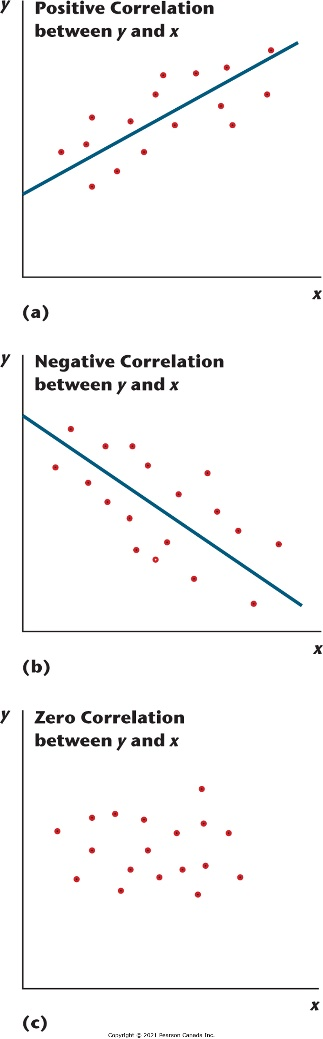 y
Positive Correlation
between y and x
x
(a)
y
Negative Correlation
between y and x
x
(b)
y
Zero Correlation
between y and x
x
(c)
Copyright © 2021 Pearson Canada Inc.